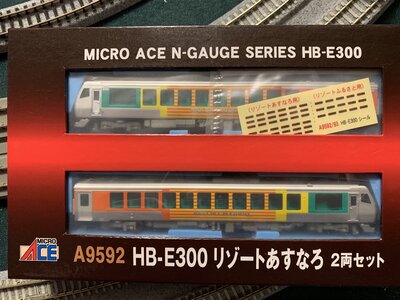 MICRO ACE N-GAUGE SERIES HB-E300
(リゾートあすなろ用)
(リゾートふるさと用)
A9592/93 HB-E300 シール
MICRO
ACE
A9592 HB-E300 リゾートあすなろ 2両セット